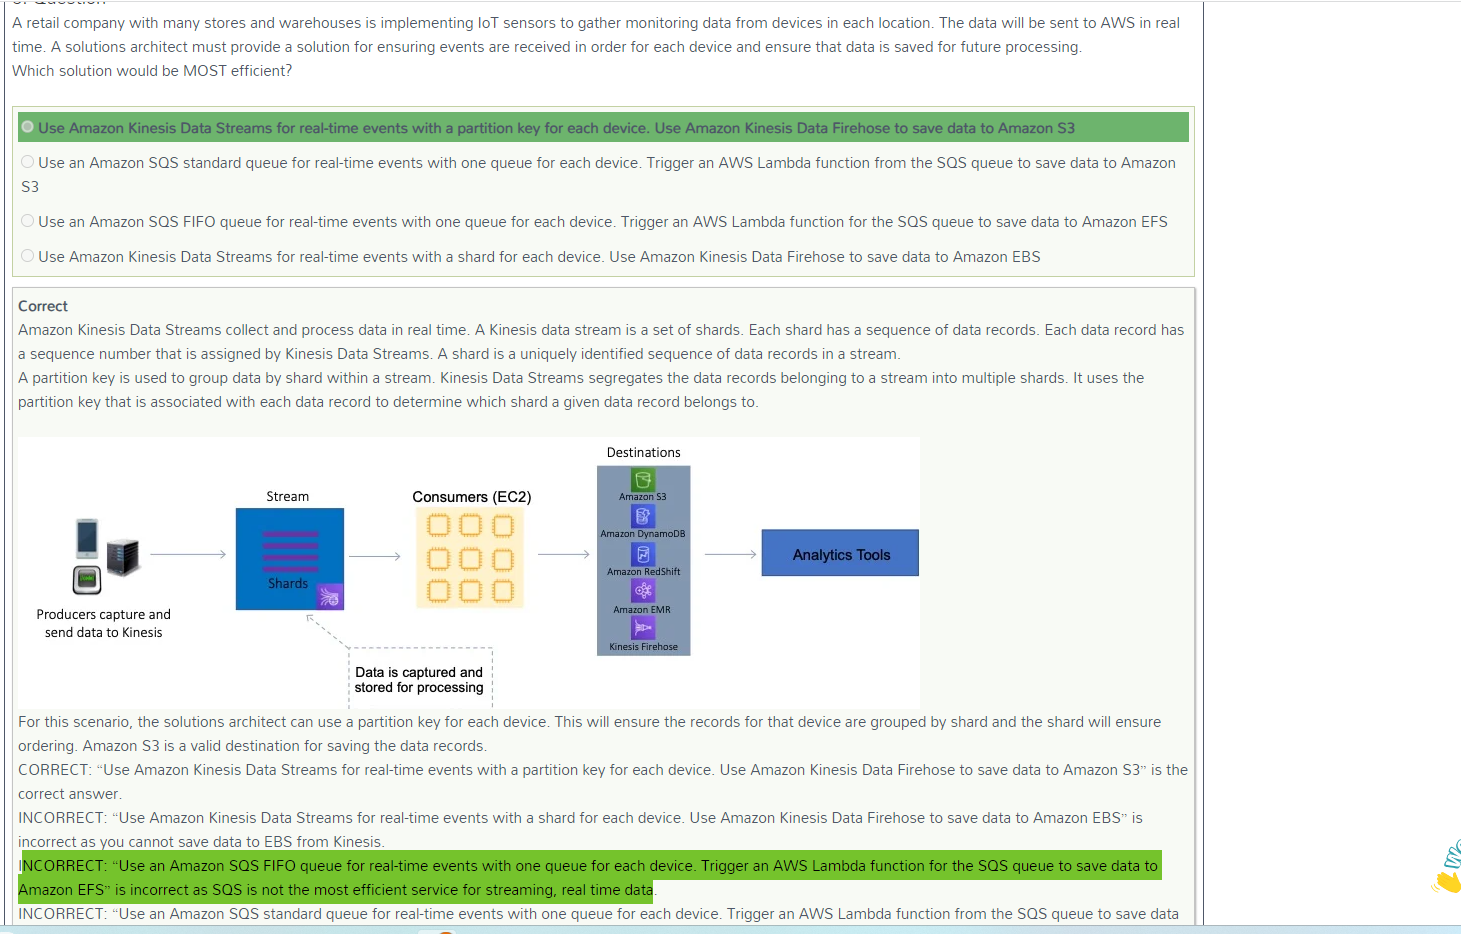 A retail company with many stores and warehouses is implementing IoT sensors to gather monitoring data from devices in each location. The data will be sent to AWS in real
time. A solutions architect must provide a solution for ensuring events are received in order for each device and ensure that data is saved for future processing.
Which solution would be MOST efficient?
Use Amazon Kinesis Data Streams for real-time events with a partition key for each device. Use Amazon Kinesis Data Firehose to save data to Amazon S3
Use an Amazon SQS standard queue for real-time events with one queue for each device. Trigger an AWS Lambda function from the SQS queue to save data to Amazon
S3
Use an Amazon SQS FIFO queue for real-time events with one queue for each device. Trigger an AWS Lambda function for the SQS queue to save data to Amazon EFS
Use Amazon Kinesis Data Streams for real-time events with a shard for each device. Use Amazon Kinesis Data Firehose to save data to Amazon EBS
Correct
Amazon Kinesis Data Streams collect and process data in real time. A Kinesis data stream is a set of shards. Each shard has a sequence of data records. Each data record has
a sequence number that is assigned by Kinesis Data Streams. A shard is a uniquely identified sequence of data records in a stream.
A partition key is used to group data by shard within a stream. Kinesis Data Streams segregates the data records belonging to a stream into multiple shards. It uses the
partition key that is associated with each data record to determine which shard a given data record belongs to.
Producers capture and
send data to Kinesis
Stream
Shards
Data is captured and
stored for processing
Consumers (EC2)
Destinations
Amazon S3
Amazon DynamoDB
Amazon RedShift
Amazon EMR
Kinesis Firehose
Analytics Tools
For this scenario, the solutions architect can use a partition key for each device. This will ensure the records for that device are grouped by shard and the shard will ensure
ordering. Amazon S3 is a valid destination for saving the data records.
CORRECT: “Use Amazon Kinesis Data Streams for real-time events with a partition key for each device. Use Amazon Kinesis Data Firehose to save data to Amazon S3” is the
correct answer.
INCORRECT: “Use Amazon Kinesis Data Streams for real-time events with a shard for each device. Use Amazon Kinesis Data Firehose to save data to Amazon EBS” is
incorrect as you cannot save data to EBS from Kinesis.
INCORRECT: “Use an Amazon SQS FIFO queue for real-time events with one queue for each device. Trigger an AWS Lambda function for the SQS queue to save data to
Amazon EFS” is incorrect as SQS is not the most efficient service for streaming, real time data.
INCORRECT: “Use an Amazon SQS standard queue for real-time events with one queue for each device. Trigger an AWS Lambda function from the SQS queue to save data